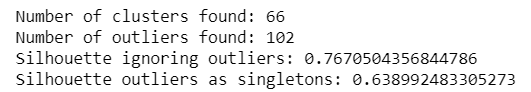 Number of clusters found: 66
Number of outliers found: 102
Silhouette ignoring outliers: 0.7670504356844786
Silhouette outliers as singletons: 0.638992483305273